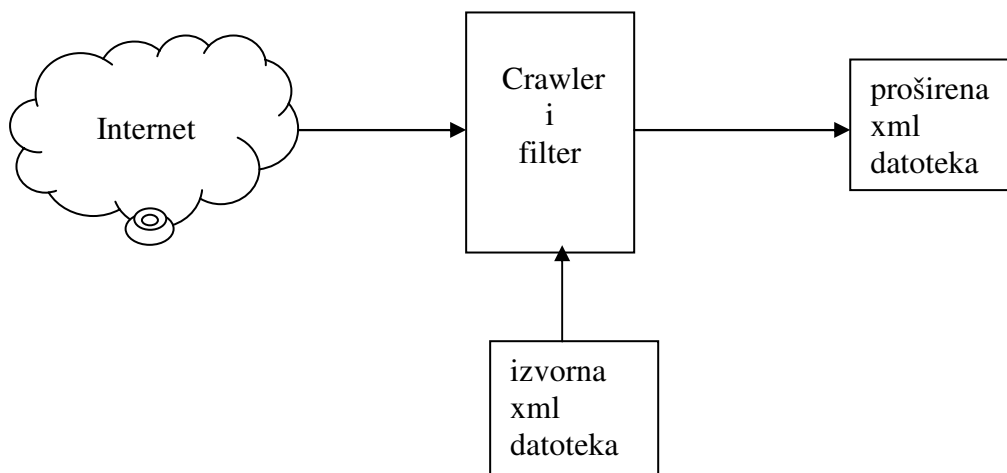 Internet
Crawler
i
filter
proširena
xml
datoteka
izvorna
xml
datoteka